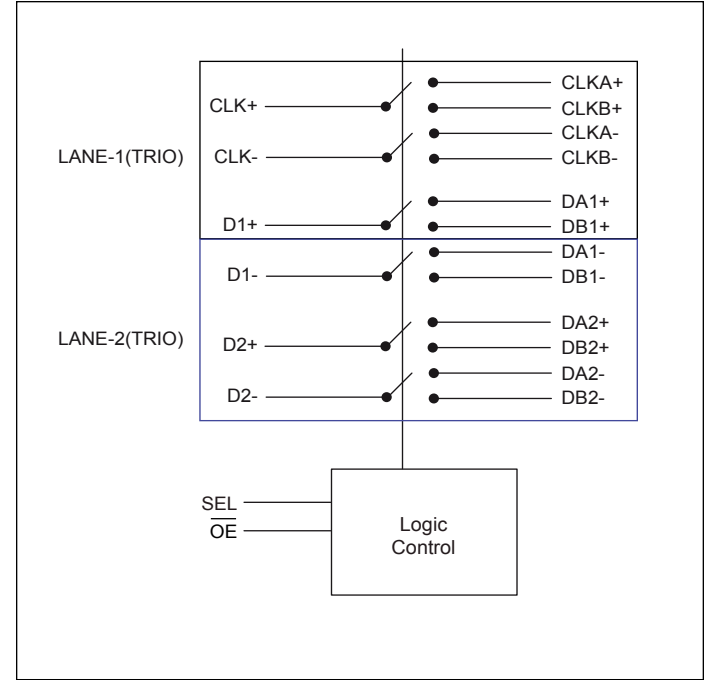 CLKA+
CLK+
CLKB+
CLKA-
LANE-1(TRIO)
CLK-
CLKB-
DA1+
D1+
DB1+
DA1-
D1-
DB1-
DA2+
LANE-2(TRIO)
D2+
DB2+
DA2-
D2-
DB2-
SEL
OE
Logic
Control